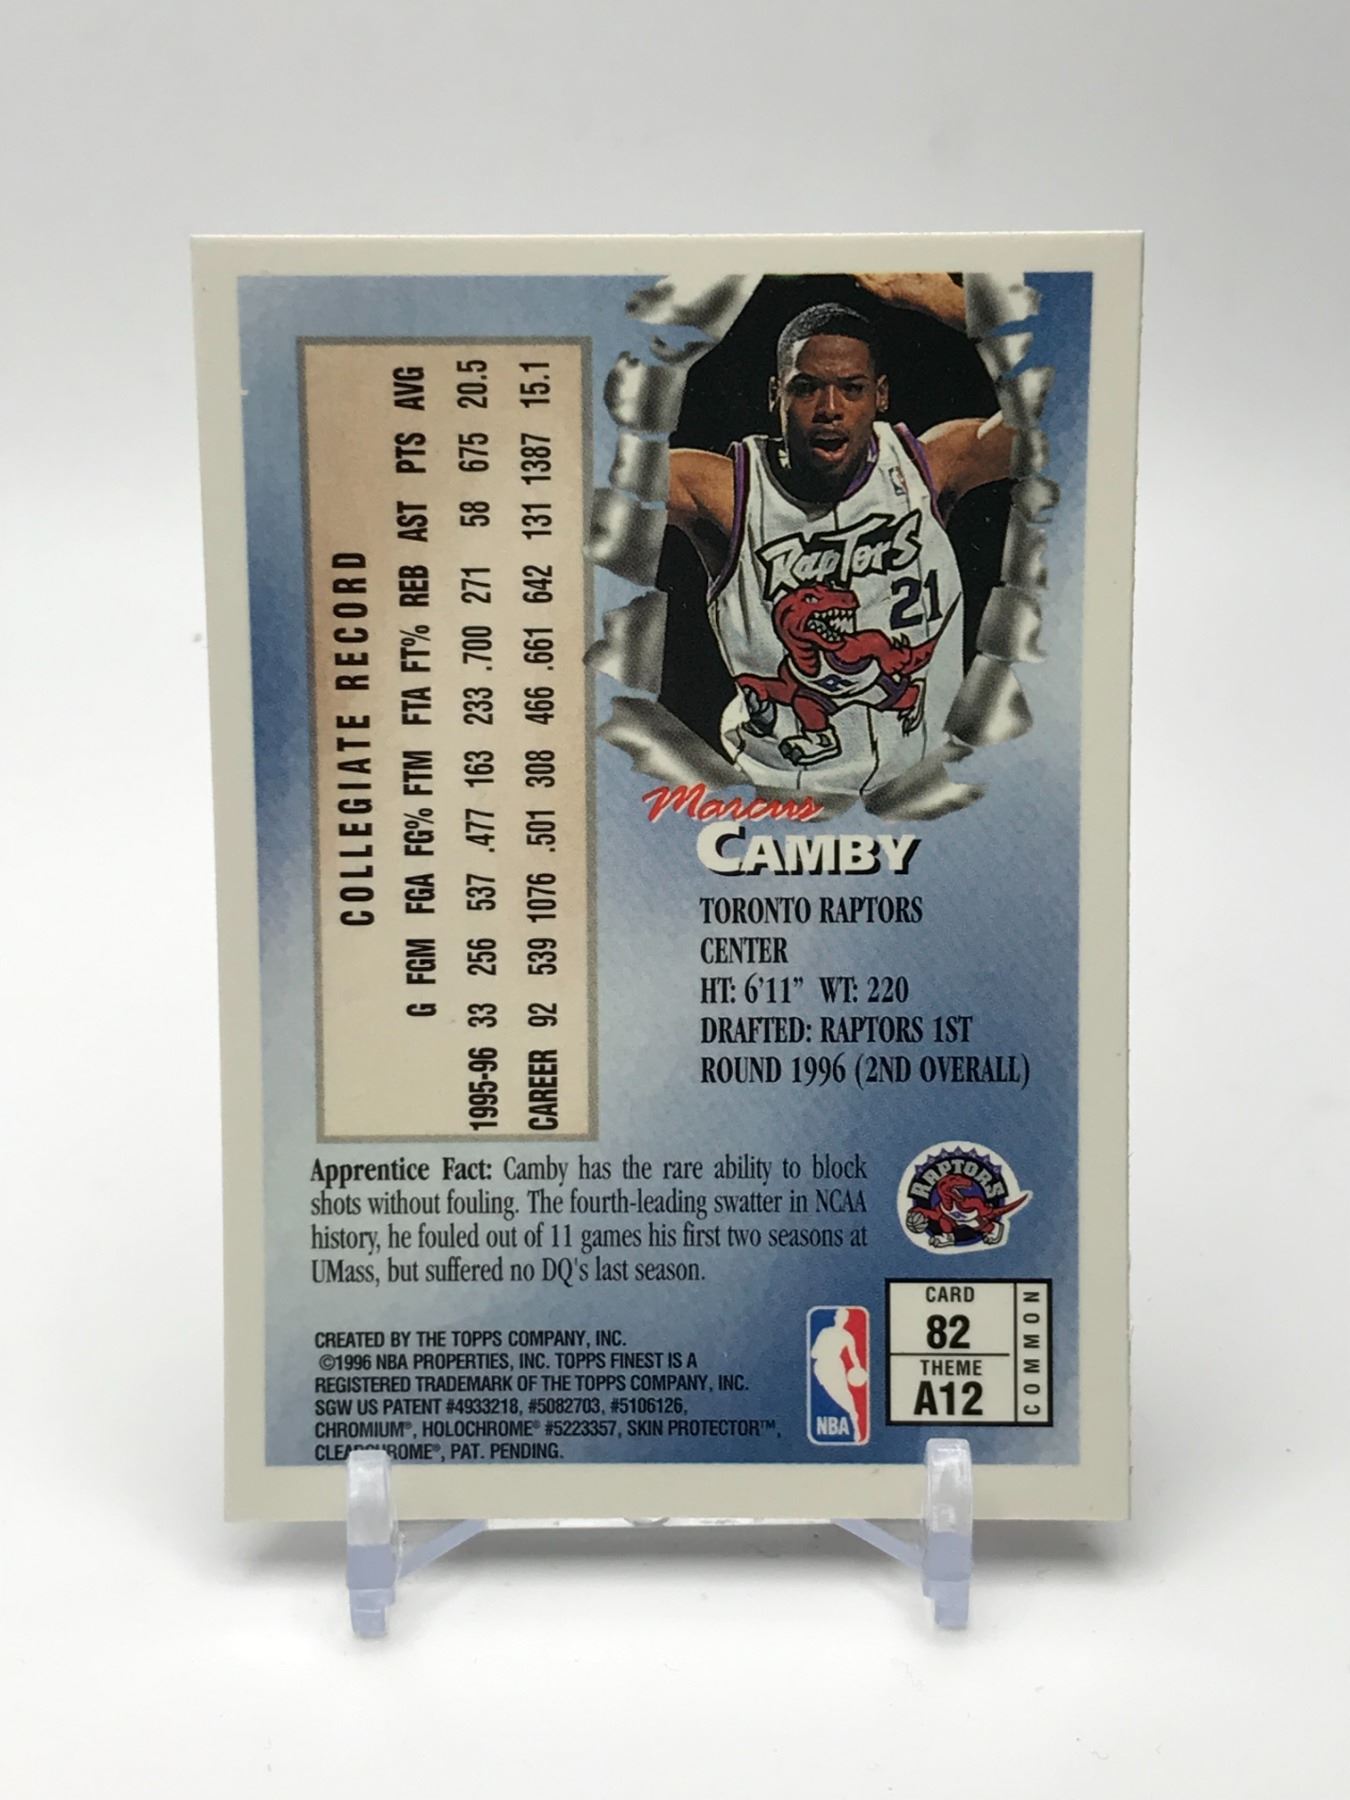 RAPTORS
21
Marcus
CAMBY
TORONTO RAPTORS
CENTER
HT: 6'11" WT: 220
DRAFTED: RAPTORS 1ST
ROUND 1996 (2ND OVERALL)
COLLEGIATE RECORD
G FGM FGA FG% FTM FTA FT% REB AST PTS AVG
1995-96 33 256 537 .477 163 233 .700 271 58 675 20.5
CAREER 92 539 1076 .501 308 466 .661 642 131 1387 15.1
Apprentice Fact: Camby has the rare ability to block
shots without fouling. The fourth-leading swatter in NCAA
history, he fouled out of 11 games his first two seasons at
UMass, but suffered no DQ's last season.
RAPTORS
CARD
82
THEME
A12
COMMON
NBA
CREATED BY THE TOPPS COMPANY, INC.
©1996 NBA PROPERTIES, INC. TOPPS FINEST IS A
REGISTERED TRADEMARK OF THE TOPPS COMPANY, INC.
SGW US PATENT #4933218, #5082703, #5106126,
CHROMIUM®, HOLOCHROME® #5223357, SKIN PROTECTOR™,
CLEARCHROME®, PAT. PENDING.